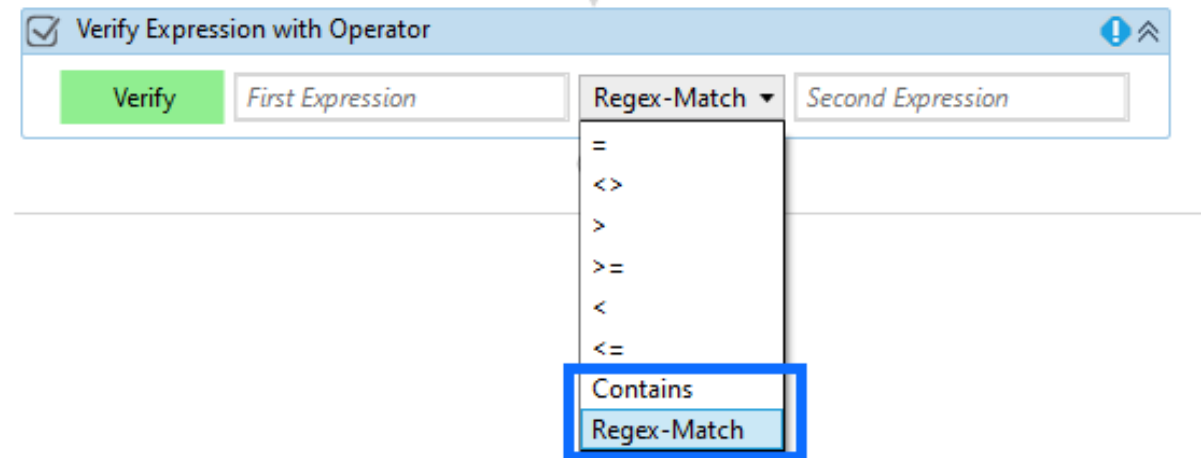 Verify Expression with Operator
Verify First Expression Regex-Match Second Expression
=
<>
>
>=
<
<=
Contains
Regex-Match